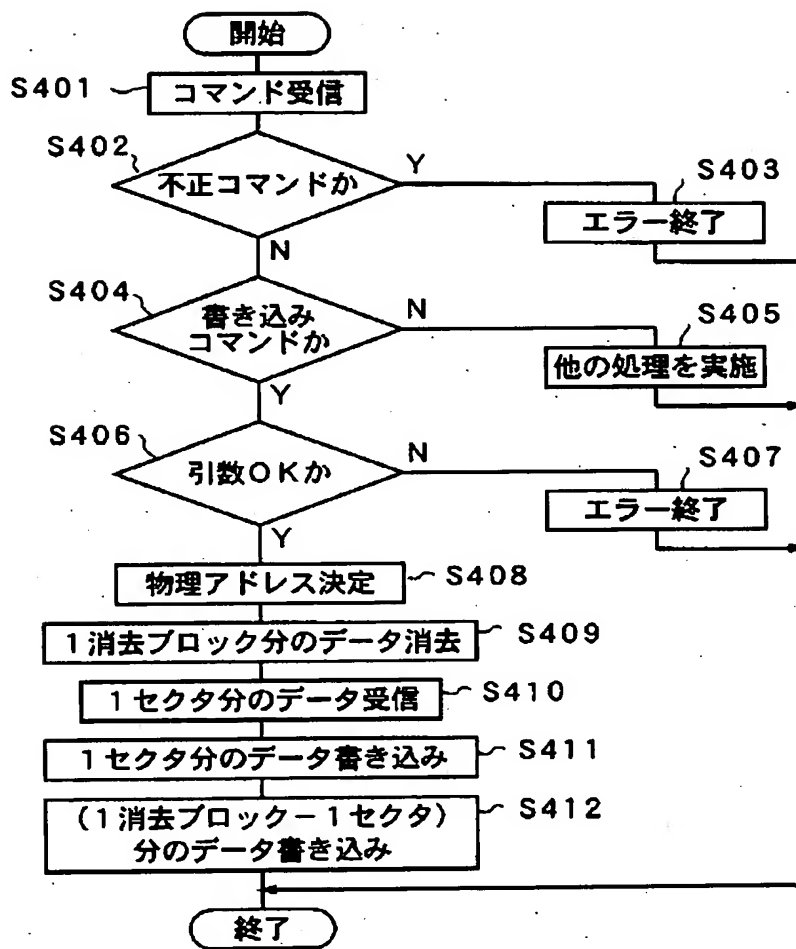 開始
S401
コマンド受信
S402
不正コマンドか
Y
S403
エラー終了
N
S404
書き込み
コマンドか
N
S405
他の処理を実施
Y
S406
引数OKか
N
S407
エラー終了
Y
物理アドレス決定
S408
1消去ブロック分のデータ消去
S409
1セクタ分のデータ受信
S410
1セクタ分のデータ書き込み
S411
(1消去ブロック-1セクタ)
分のデータ書き込み
S412
終了